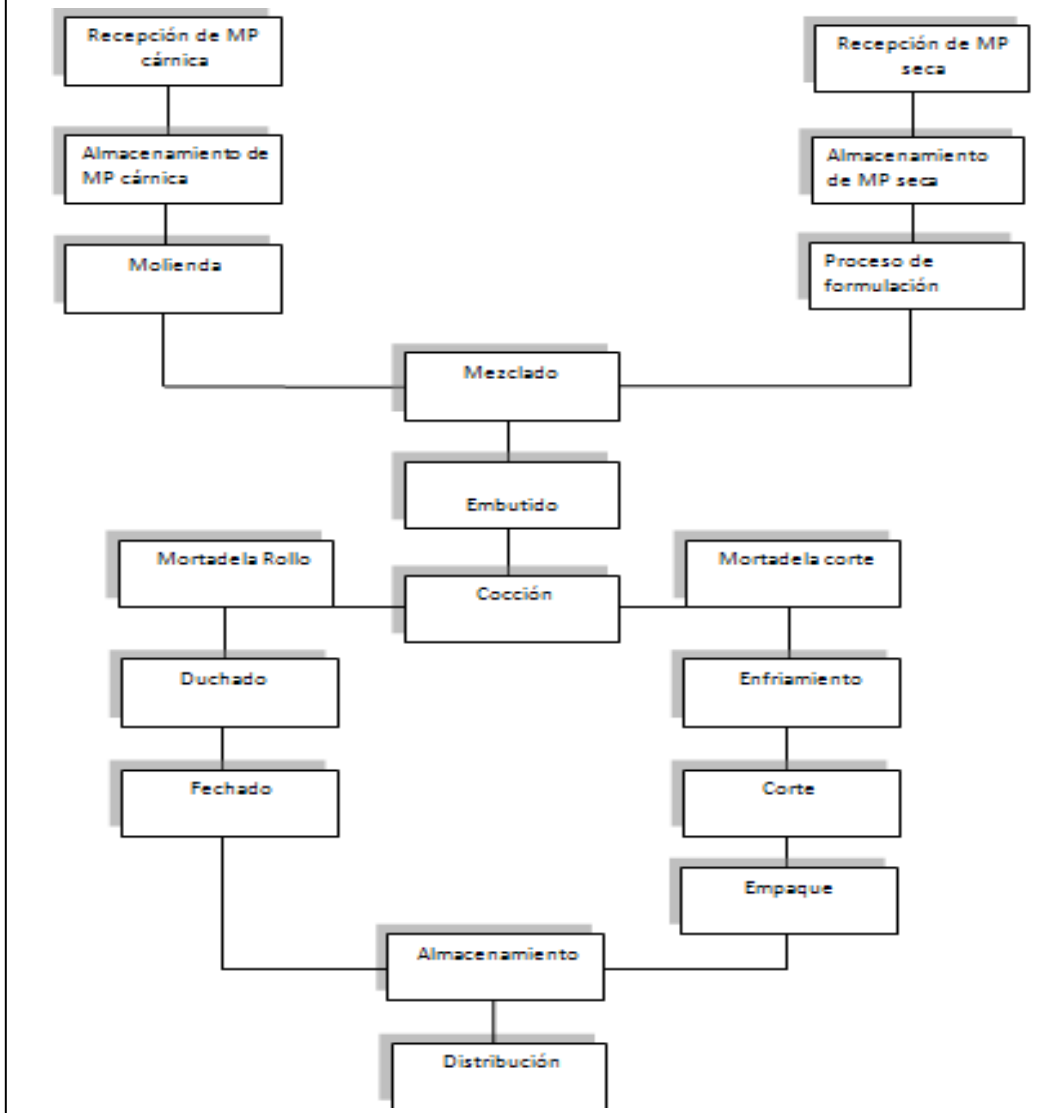 Recepción de MP
cárnica
Recepción de MP
seca
Almacenamiento de
MP cárnica
Almacenamiento
de MP seca
Molienda
Proceso de
formulación
Mezclado
Embutido
Mortadela Rollo
Cocción
Mortadela corte
Duchado
Enfriamiento
Fechado
Corte
Empaque
Almacenamiento
Distribución